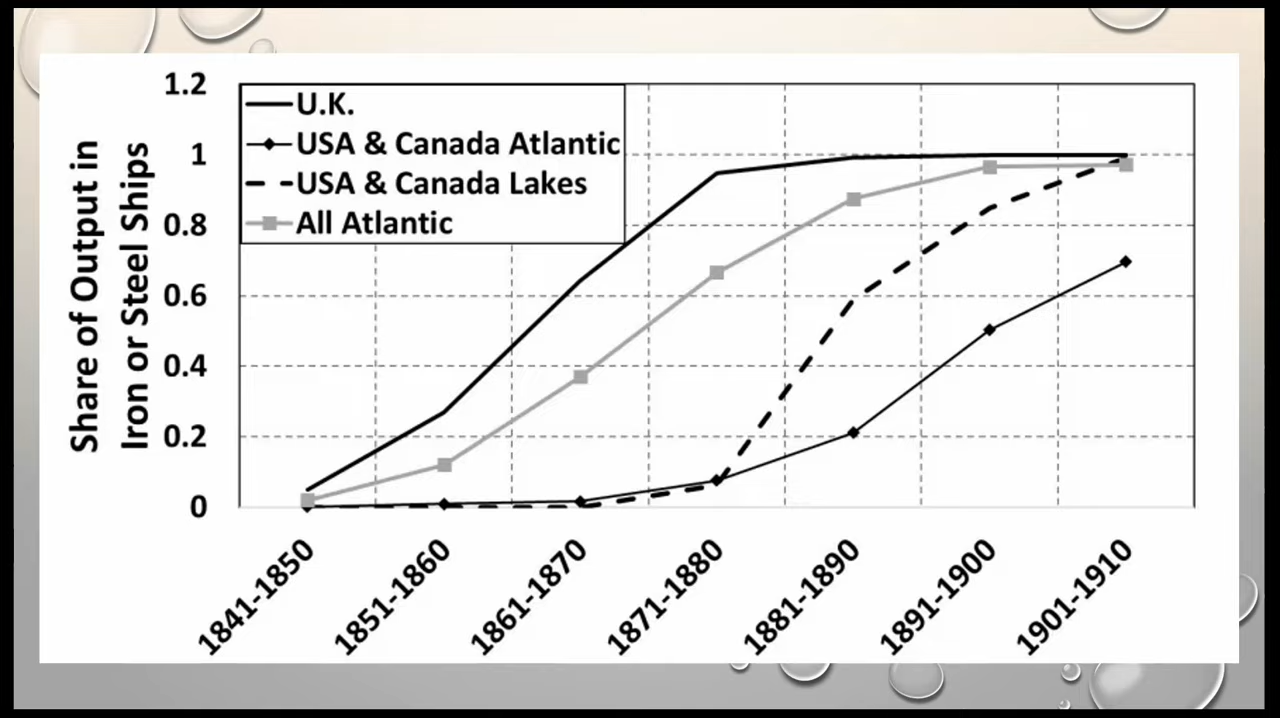 Share of Output in
Iron or Steel Ships
1.2
1
0.8
0.6
0.4
0.2
0
U.K.
USA & Canada Atlantic
USA & Canada Lakes
All Atlantic
1841-1850
1851-1860
1861-1870
1871-1880
1881-1890
1891-1900
1901-1910